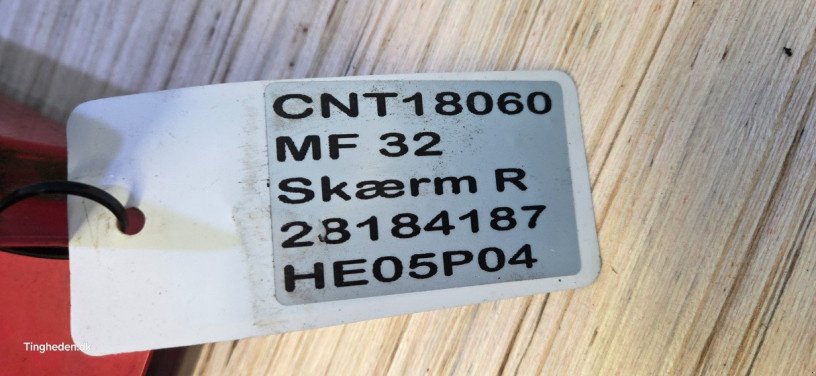 CNT18060
MF 32
Skærm R
28184187
HE05P04
Tingheden.dk